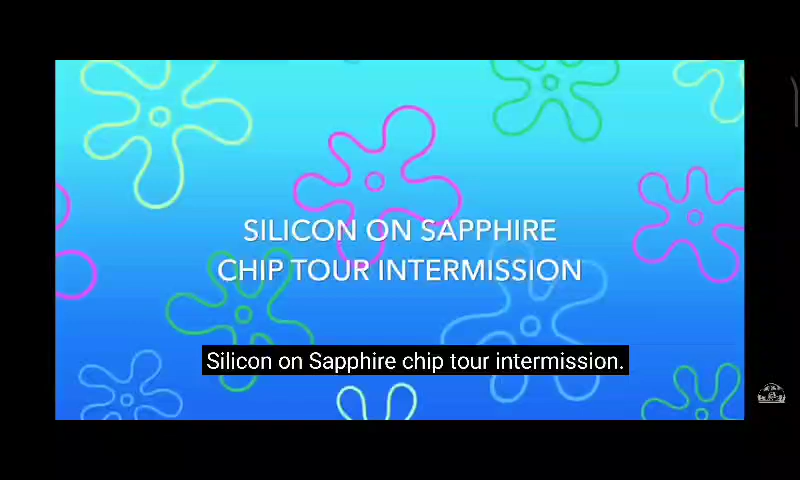 SILICON ON SAPPHIRE
CHIP TOUR INTERMISSION
Silicon on Sapphire chip tour intermission.